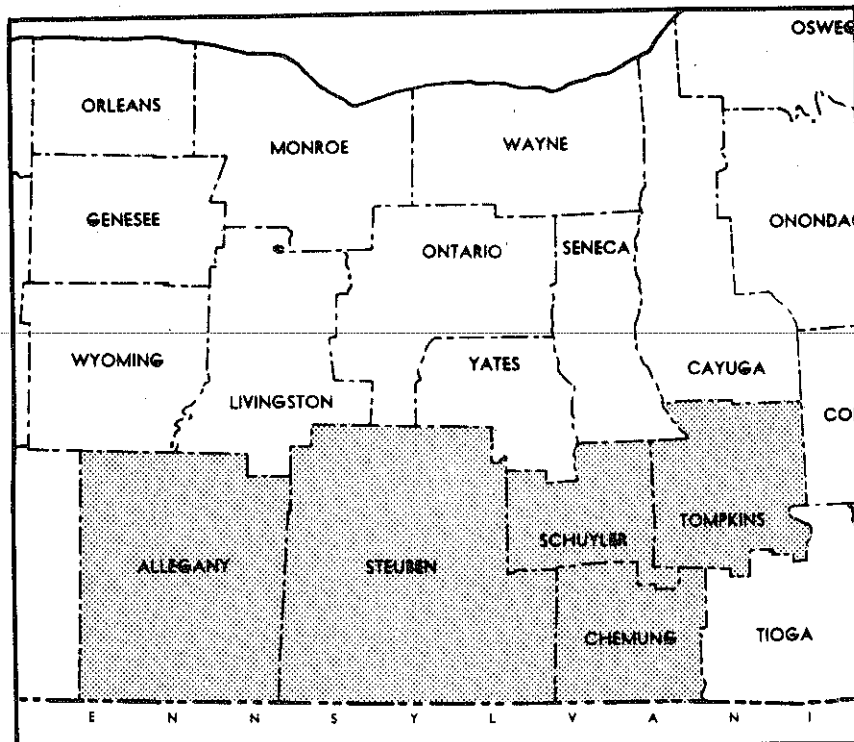 OSWEG
ORLEANS
MONROE
WAYNE
GENESEE
ONONDAG
ONTARIO
SENECA
WYOMING
YATES
CAYUGA
LIVINGSTON
CO
TOMPKINS
SCHUYLER
ALLEGANY
STEUBEN
CHEMUNG
TIOGA
E N N S Y L V A N I